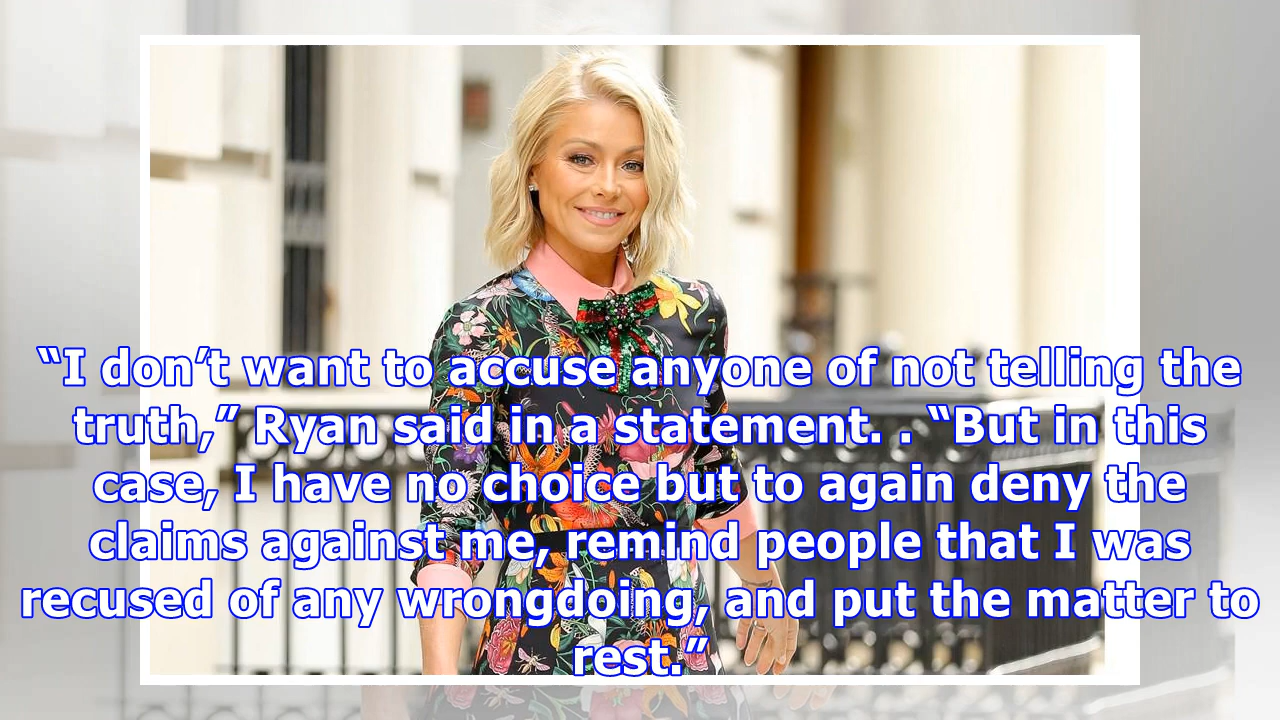 “I don’t want to accuse anyone of not telling the
truth,” Ryan said in a statement. . “But in this
case, I have no choice but to again deny the
claims against me, remind people that I was
recused of any wrongdoing, and put the matter to
rest.”